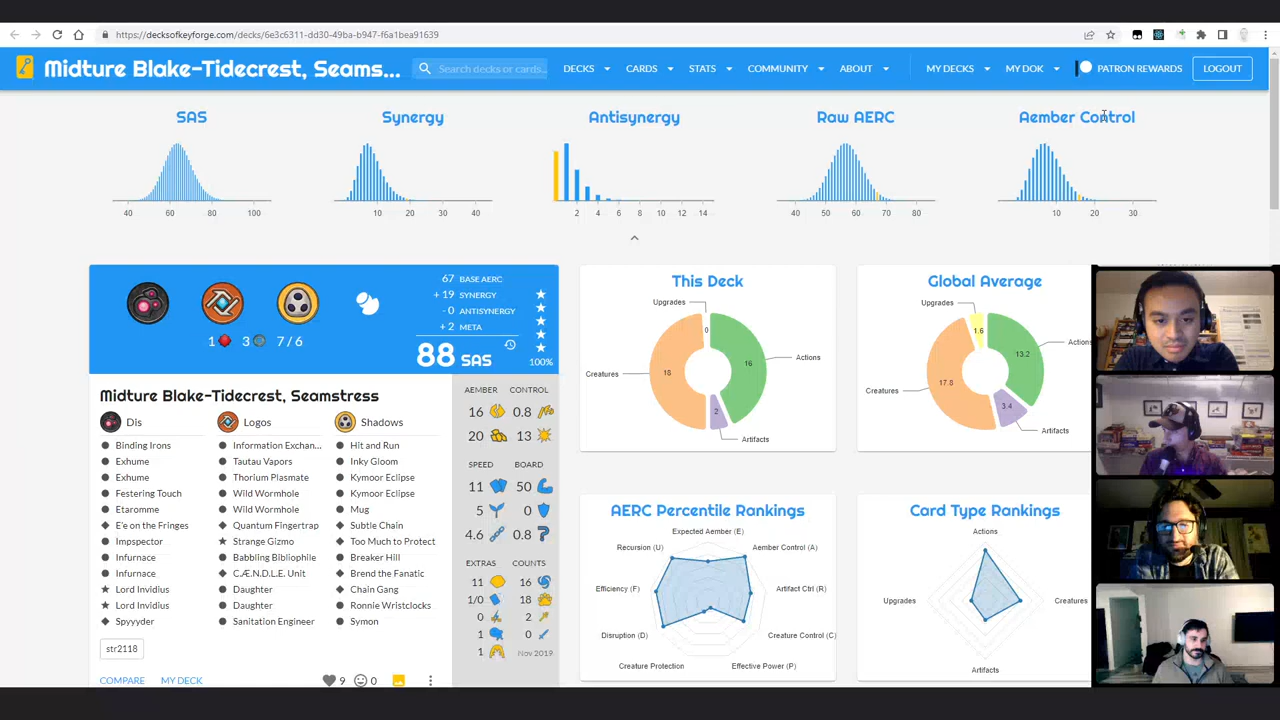 https://decksofkeyforge.com/decks/6e3c6311-dd30-49ba-b947-f6a1bea91639
Midture Blake-Tidecrest, Seams... Search decks or cards... DECKS CARDS STATS COMMUNITY ABOUT MY DECKS MY DOK PATRON REWARDS LOGOUT
SAS Synergy Antisynergy Raw AERC Aember Control
40 60 80 100 10 20 30 40 2 4 6 8 10 12 14 40 50 60 70 80 10 20 30
67 BASE AERC
+ 19 SYNERGY
- 0 ANTISYNERGY
+ 2 META
1 3 7 / 6
88 SAS 100%
Midture Blake-Tidecrest, Seamstress
Dis Logos Shadows
Binding Irons Information Exchan... Hit and Run
Exhume Tautau Vapors Inky Gloom
Exhume Thorium Plasmate Kymoor Eclipse
Festering Touch Wild Wormhole Kymoor Eclipse
Etaromme Wild Wormhole Mug
E'e on the Fringes Quantum Fingertrap Subtle Chain
Impspector Strange Gizmo Too Much to Protect
Infurnace Babbling Bibliophile Breaker Hill
Infurnace C.Æ.N.D.L.E. Unit Brend the Fanatic
Lord Invidius Daughter Chain Gang
Lord Invidius Daughter Ronnie Wristclocks
Spyyyder Sanitation Engineer Symon
str2118
COMPARE MY DECK 9 0
AEMBER CONTROL
16 0.8
20 13
SPEED BOARD
11 50
5 0
4.6 0.8
EXTRAS COUNTS
11 16
1/0 18
0 2
1 0
1 Nov 2019
This Deck
Upgrades
0
Creatures 18 16 Actions
2
Artifacts
Global Average
Upgrades
1.6
13.2 Actions
Creatures 17.8
3.4
Artifacts
AERC Percentile Rankings
Expected Aember (E)
Recursion (U) Aember Control (A)
Efficiency (F) Artifact Ctrl (R)
Disruption (D) Creature Control (C)
Creature Protection Effective Power (P)
Card Type Rankings
Actions
Upgrades Creatures
Artifacts